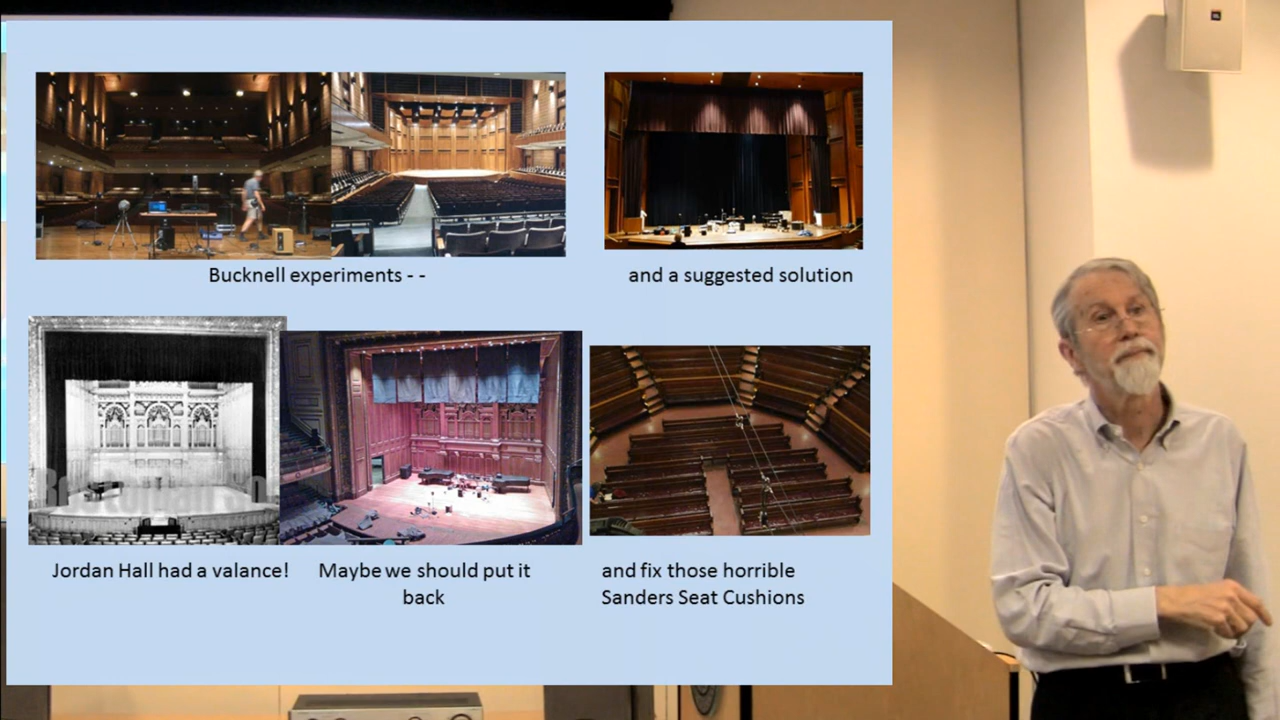 Bucknell experiments - -
and a suggested solution
Jordan Hall had a valance!
Maybe we should put it
back
and fix those horrible
Sanders Seat Cushions